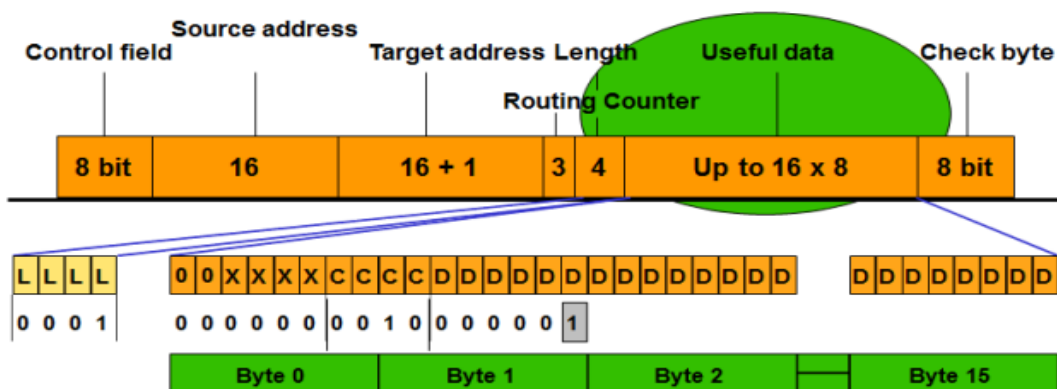 Source address
Control field Target address Length Useful data Check byte
Routing Counter
8 bit 16 16 + 1 3 4 Up to 16 x 8 8 bit
L L L L 0 0 X X X X C C C C D D D D D D D D D D D D D D D D D D D D D D
0 0 0 1 0 0 0 0 0 0 0 0 1 0 0 0 0 0 0 1
Byte 0 Byte 1 Byte 2 Byte 15